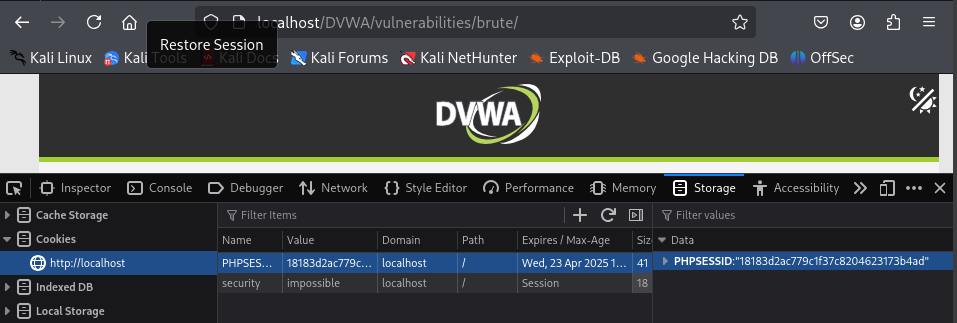 localhost/DVWA/vulnerabilities/brute/
Restore Session
Kali Linux Kali Tools Kali Docs Kali Forums Kali NetHunter Exploit-DB Google Hacking DB OffSec
DVWA
Inspector Console Debugger Network Style Editor Performance Memory Storage Accessibility
Cache Storage
Filter Items
Filter values
Cookies
Name Value Domain Path Expires / Max-Age Siz
Data
http://localhost
PHPSES... 18183d2ac779c... localhost / Wed, 23 Apr 2025 1... 41
PHPSESSID:"18183d2ac779c1f37c8204623173b4ad"
Indexed DB
security impossible localhost / Session 18
Local Storage